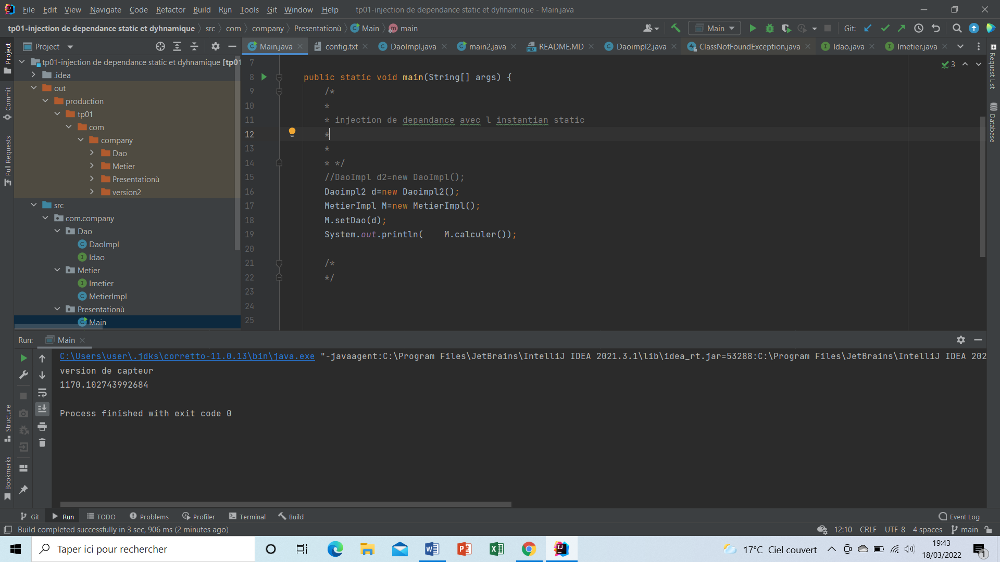 File Edit View Navigate Code Refactor Build Run Tools Git Window Help tp01-injection de dependance static et dyhnamique - Main.java
tp01-injection de dependance static et dyhnamique src com company Presentationù Main main Main Git:
Project
Main.java config.txt DaoImpl.java main2.java README.MD Daoimpl2.java ClassNotFoundException.java Idao.java Imetier.java
Project
Commit
Pull Requests
Structure
Bookmarks
Request List
Database
tp01-injection de dependance static et dyhnamique [tp01
.idea
out
production
tp01
com
company
Dao
Metier
Presentationù
version2
src
com.company
Dao
DaoImpl
Idao
Metier
Imetier
MetierImpl
Presentationù
Main
3
7
8 public static void main(String[] args) {
9 /*
10 *
11 * injection de depandance avec l instantian static
12 *
13 *
14 * */
15 //DaoImpl d2=new DaoImpl();
16 Daoimpl2 d=new Daoimpl2();
17 MetierImpl M=new MetierImpl();
18 M.setDao(d);
19 System.out.println(    M.calculer());
20
21 /*
22 */
23
24
25
Run: Main
C:\Users\user\.jdks\corretto-11.0.13\bin\java.exe "-javaagent:C:\Program Files\JetBrains\IntelliJ IDEA 2021.3.1\lib\idea_rt.jar=53288:C:\Program Files\JetBrains\IntelliJ IDEA 202
version de capteur
1170.102743992684
Process finished with exit code 0
Git Run TODO Problems Profiler Terminal Build Event Log
Build completed successfully in 3 sec, 906 ms (2 minutes ago) 12:10 CRLF UTF-8 4 spaces main
Taper ici pour rechercher 17°C Ciel couvert 19:43
18/03/2022 1